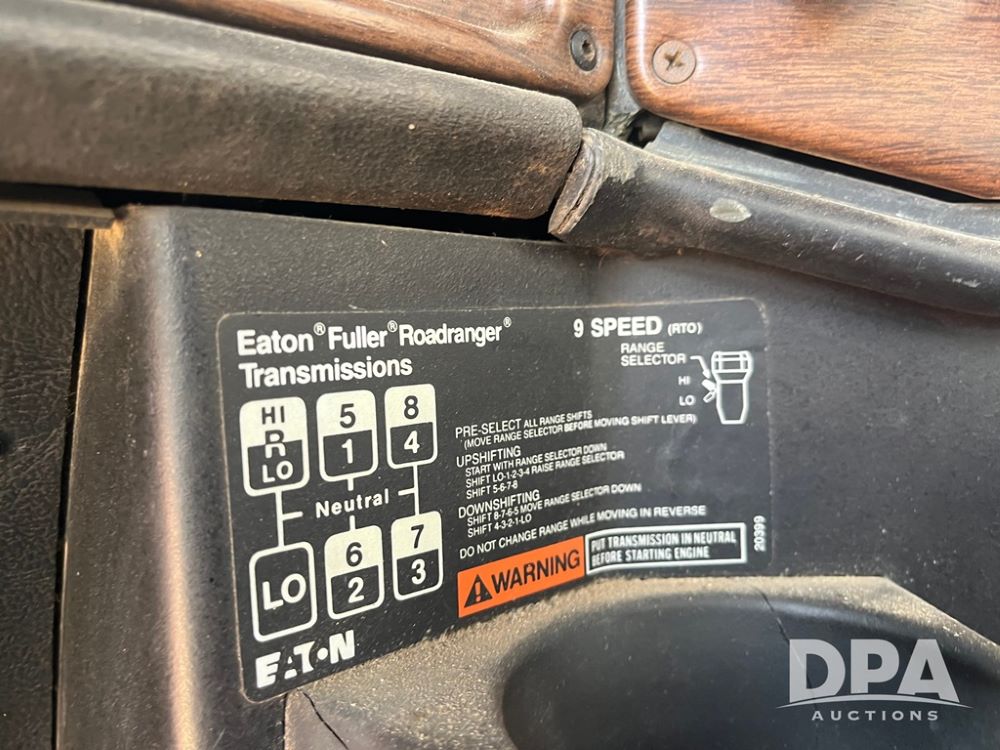 Eaton® Fuller® Roadranger®
Transmissions
9 SPEED (RTO)
RANGE
SELECTOR
HI
LO
HI
R
LO
5
1
8
4
Neutral
LO
6
2
7
3
PRE-SELECT ALL RANGE SHIFTS
(MOVE RANGE SELECTOR BEFORE MOVING SHIFT LEVER)
UPSHIFTING
START WITH RANGE SELECTOR DOWN
SHIFT LO-1-2-3-4 RAISE RANGE SELECTOR
SHIFT 5-6-7-8
DOWNSHIFTING
SHIFT 8-7-6-5 MOVE RANGE SELECTOR DOWN
SHIFT 4-3-2-1-LO
DO NOT CHANGE RANGE WHILE MOVING IN REVERSE
WARNING
PUT TRANSMISSION IN NEUTRAL
BEFORE STARTING ENGINE
20399
EATON
DPA
AUCTIONS